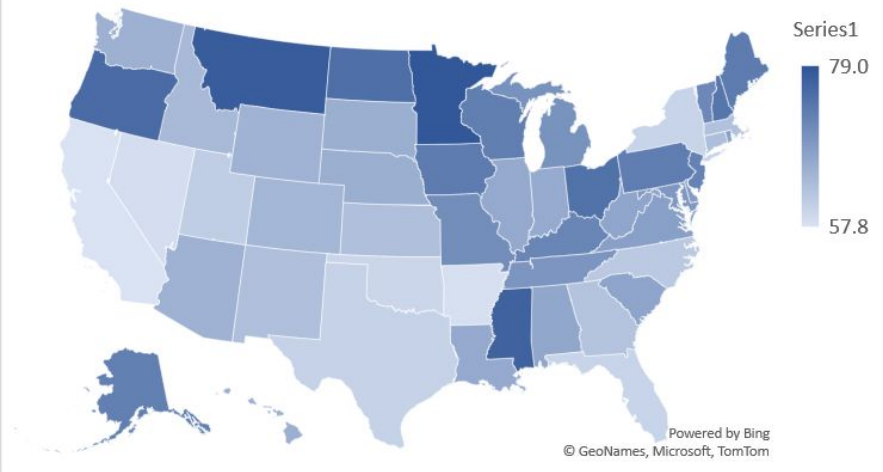 Series1
79.0
57.8
Powered by Bing
© GeoNames, Microsoft, TomTom